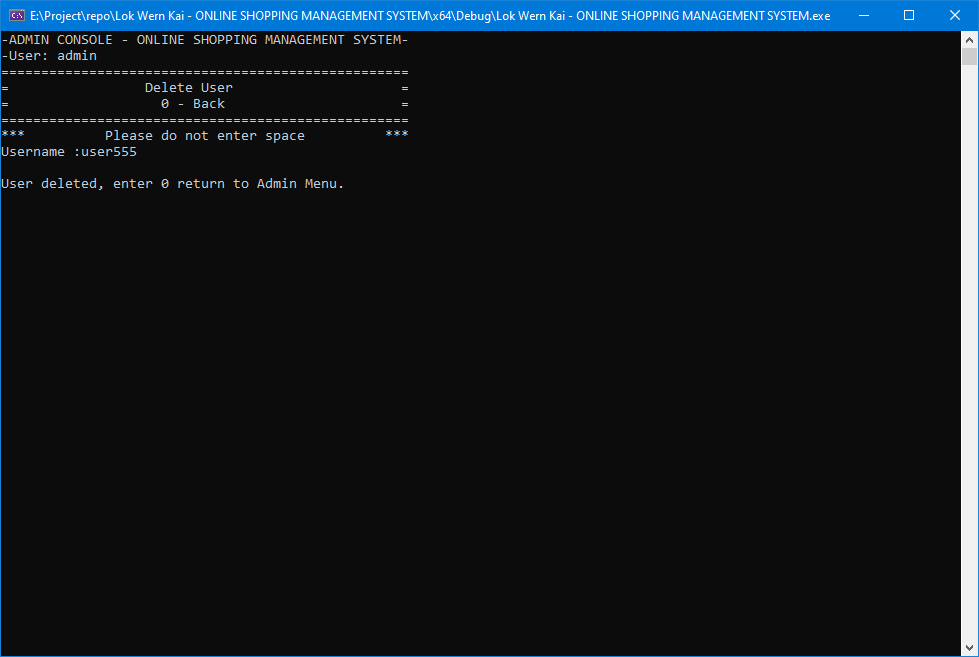 E:\Project\repo\Lok Wern Kai - ONLINE SHOPPING MANAGEMENT SYSTEM\x64\Debug\Lok Wern Kai - ONLINE SHOPPING MANAGEMENT SYSTEM.exe
-ADMIN CONSOLE - ONLINE SHOPPING MANAGEMENT SYSTEM-
-User: admin
===================================================
=                 Delete User                     =
=                   0 - Back                      =
===================================================
***          Please do not enter space          ***
Username :user555
User deleted, enter 0 return to Admin Menu.